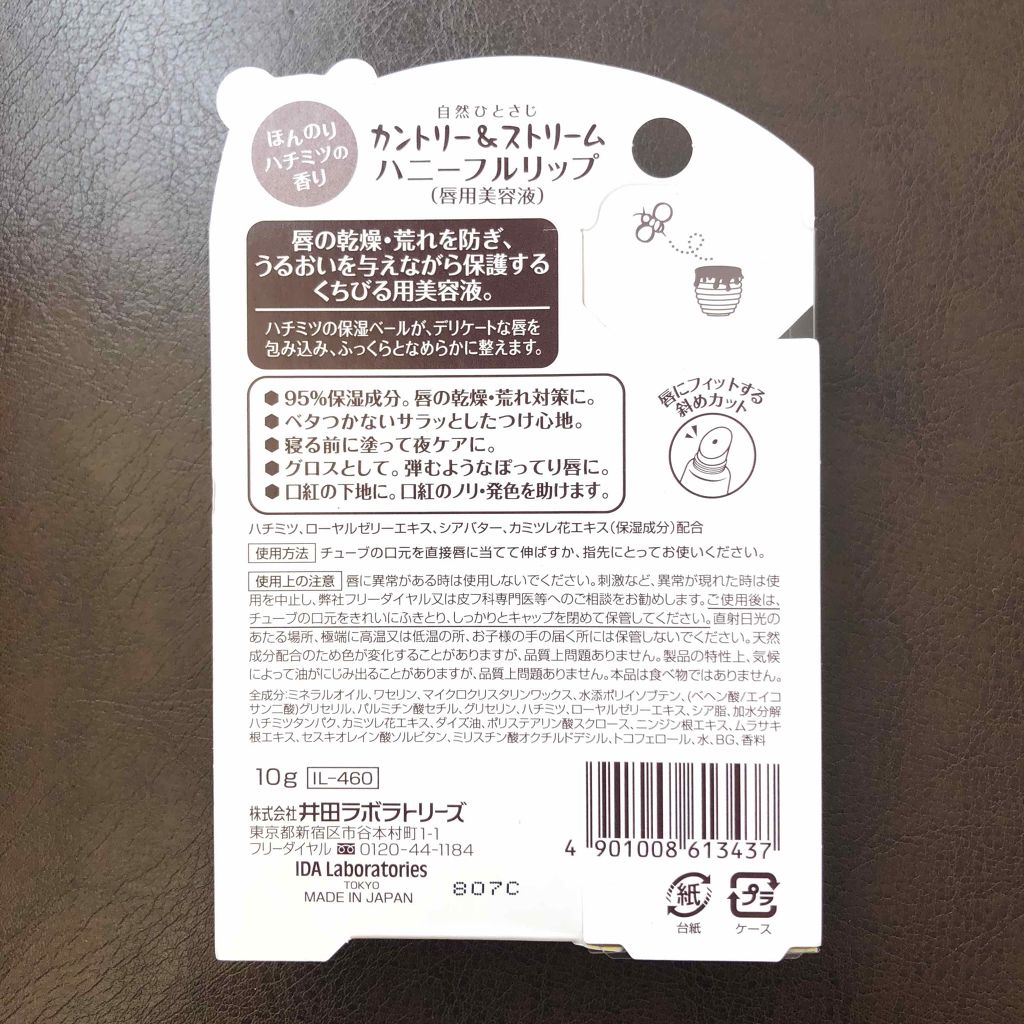 ほんのり
ハチミツの
香り
自然ひとさじ
カントリー&ストリーム
ハニーフルリップ
(唇用美容液)
唇の乾燥・荒れを防ぎ、
うるおいを与えながら保護する
くちびる用美容液。
ハチミツの保湿ベールが、デリケートな唇を
包み込み、ふっくらとなめらかに整えます。
唇にフィットする
斜めカット
95%保湿成分。唇の乾燥・荒れ対策に。
ベタつかないサラッとしたつけ心地。
寝る前に塗って夜ケアに。
グロスとして。弾むようなぽってり唇に。
口紅の下地に。口紅のノリ・発色を助けます。
ハチミツ、ローヤルゼリーエキス、シアバター、カミツレ花エキス(保湿成分)配合
使用方法 チューブの口元を直接唇に当てて伸ばすか、指先にとってお使いください。
使用上の注意 唇に異常がある時は使用しないでください。刺激など、異常が現れた時は使
用を中止し、弊社フリーダイヤル又は皮フ科専門医等へのご相談をお勧めします。ご使用後は、
チューブの口元をきれいにふきとり、しっかりとキャップを閉めて保管してください。直射日光の
あたる場所、極端に高温又は低温の所、お子様の手の届く所には保管しないでください。天然
成分配合のため色が変化することがありますが、品質上問題ありません。製品の特性上、気候
によって油がにじみ出ることがありますが、品質上問題ありません。本品は食べ物ではありません。
全成分:ミネラルオイル、ワセリン、マイクロクリスタリンワックス、水添ポリイソブテン、(ベヘン酸/エイコ
サン二酸)グリセリル、パルミチン酸セチル、グリセリン、ハチミツ、ローヤルゼリーエキス、シア脂、加水分解
ハチミツタンパク、カミツレ花エキス、ダイズ油、ポリステアリン酸スクロース、ニンジン根エキス、ムラサキ
根エキス、セスキオレイン酸ソルビタン、ミリスチン酸オクチルドデシル、トコフェロール、水、BG、香料
10g IL-460
株式会社 井田ラボラトリーズ
東京都新宿区市谷本村町1-1
フリーダイヤル 0120-44-1184
IDA Laboratories
TOKYO
MADE IN JAPAN
807C
4 901008 613437
紙
台紙
プラ
ケース